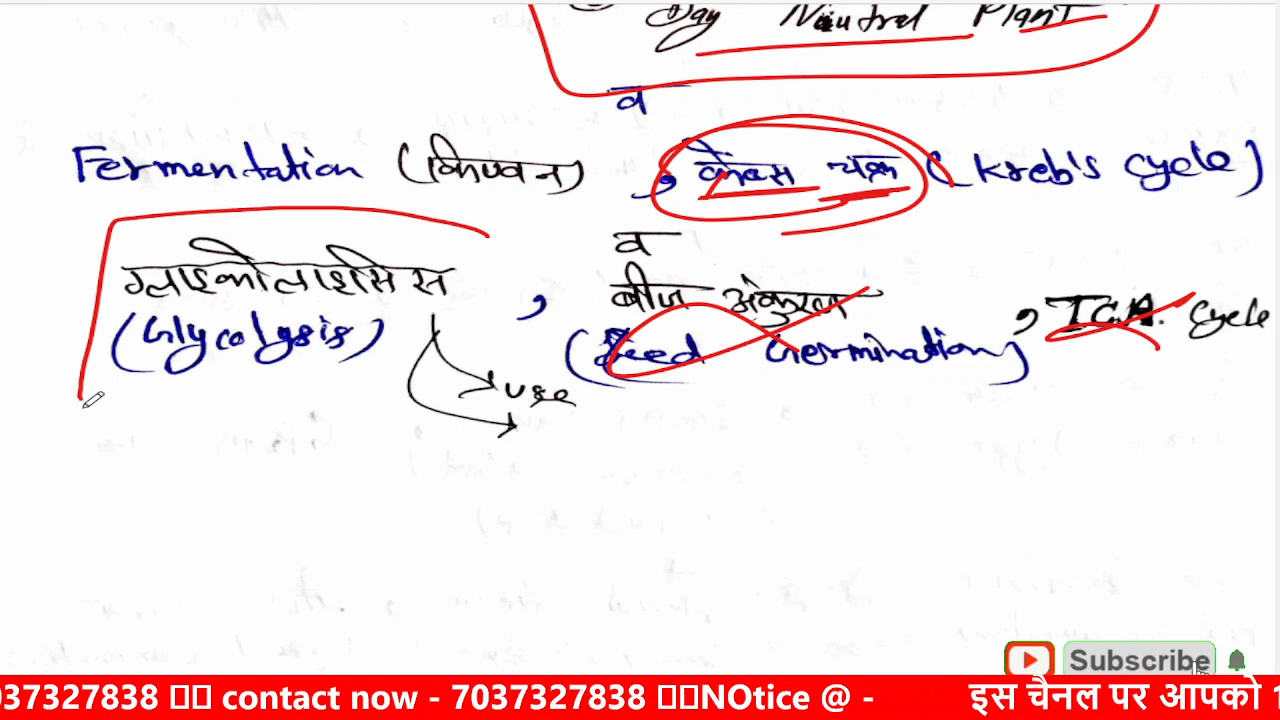 Day Neutral Plant
व
Fermentation (किण्वन) , क्रेब्स चक्र (Kreb's cycle)
व
ग्लाइकोलाइसिस , बीज अंकुरण , T.C.A. cycle
(Glycolysis) (Seed Germination)
use
Subscribe
037327838 contact now - 7037327838 NOtice @ - इस चैनल पर आपको